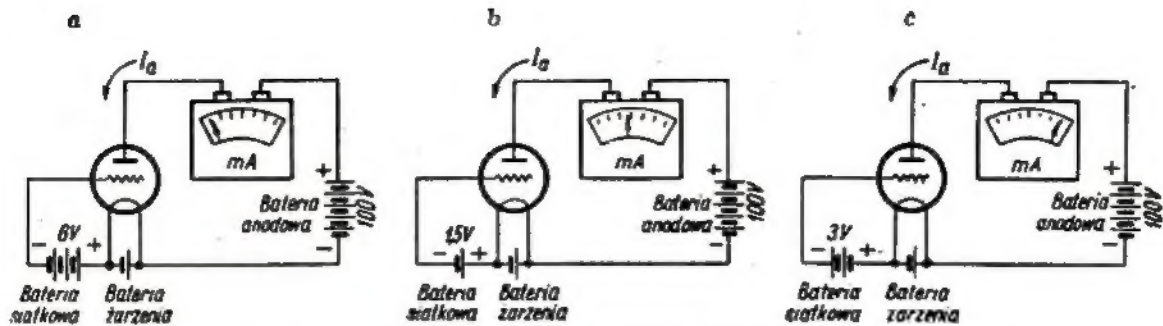 a
Ia
mA
+
Bateria
anodowa
100V
-
- 6V +
Bateria
siatkowa
Bateria
żarzenia
b
Ia
mA
+
Bateria
anodowa
100V
-
- 1,5V +
Bateria
siatkowa
Bateria
żarzenia
c
Ia
mA
+
Bateria
anodowa
100V
-
- 3V +
Bateria
siatkowa
Bateria
żarzenia